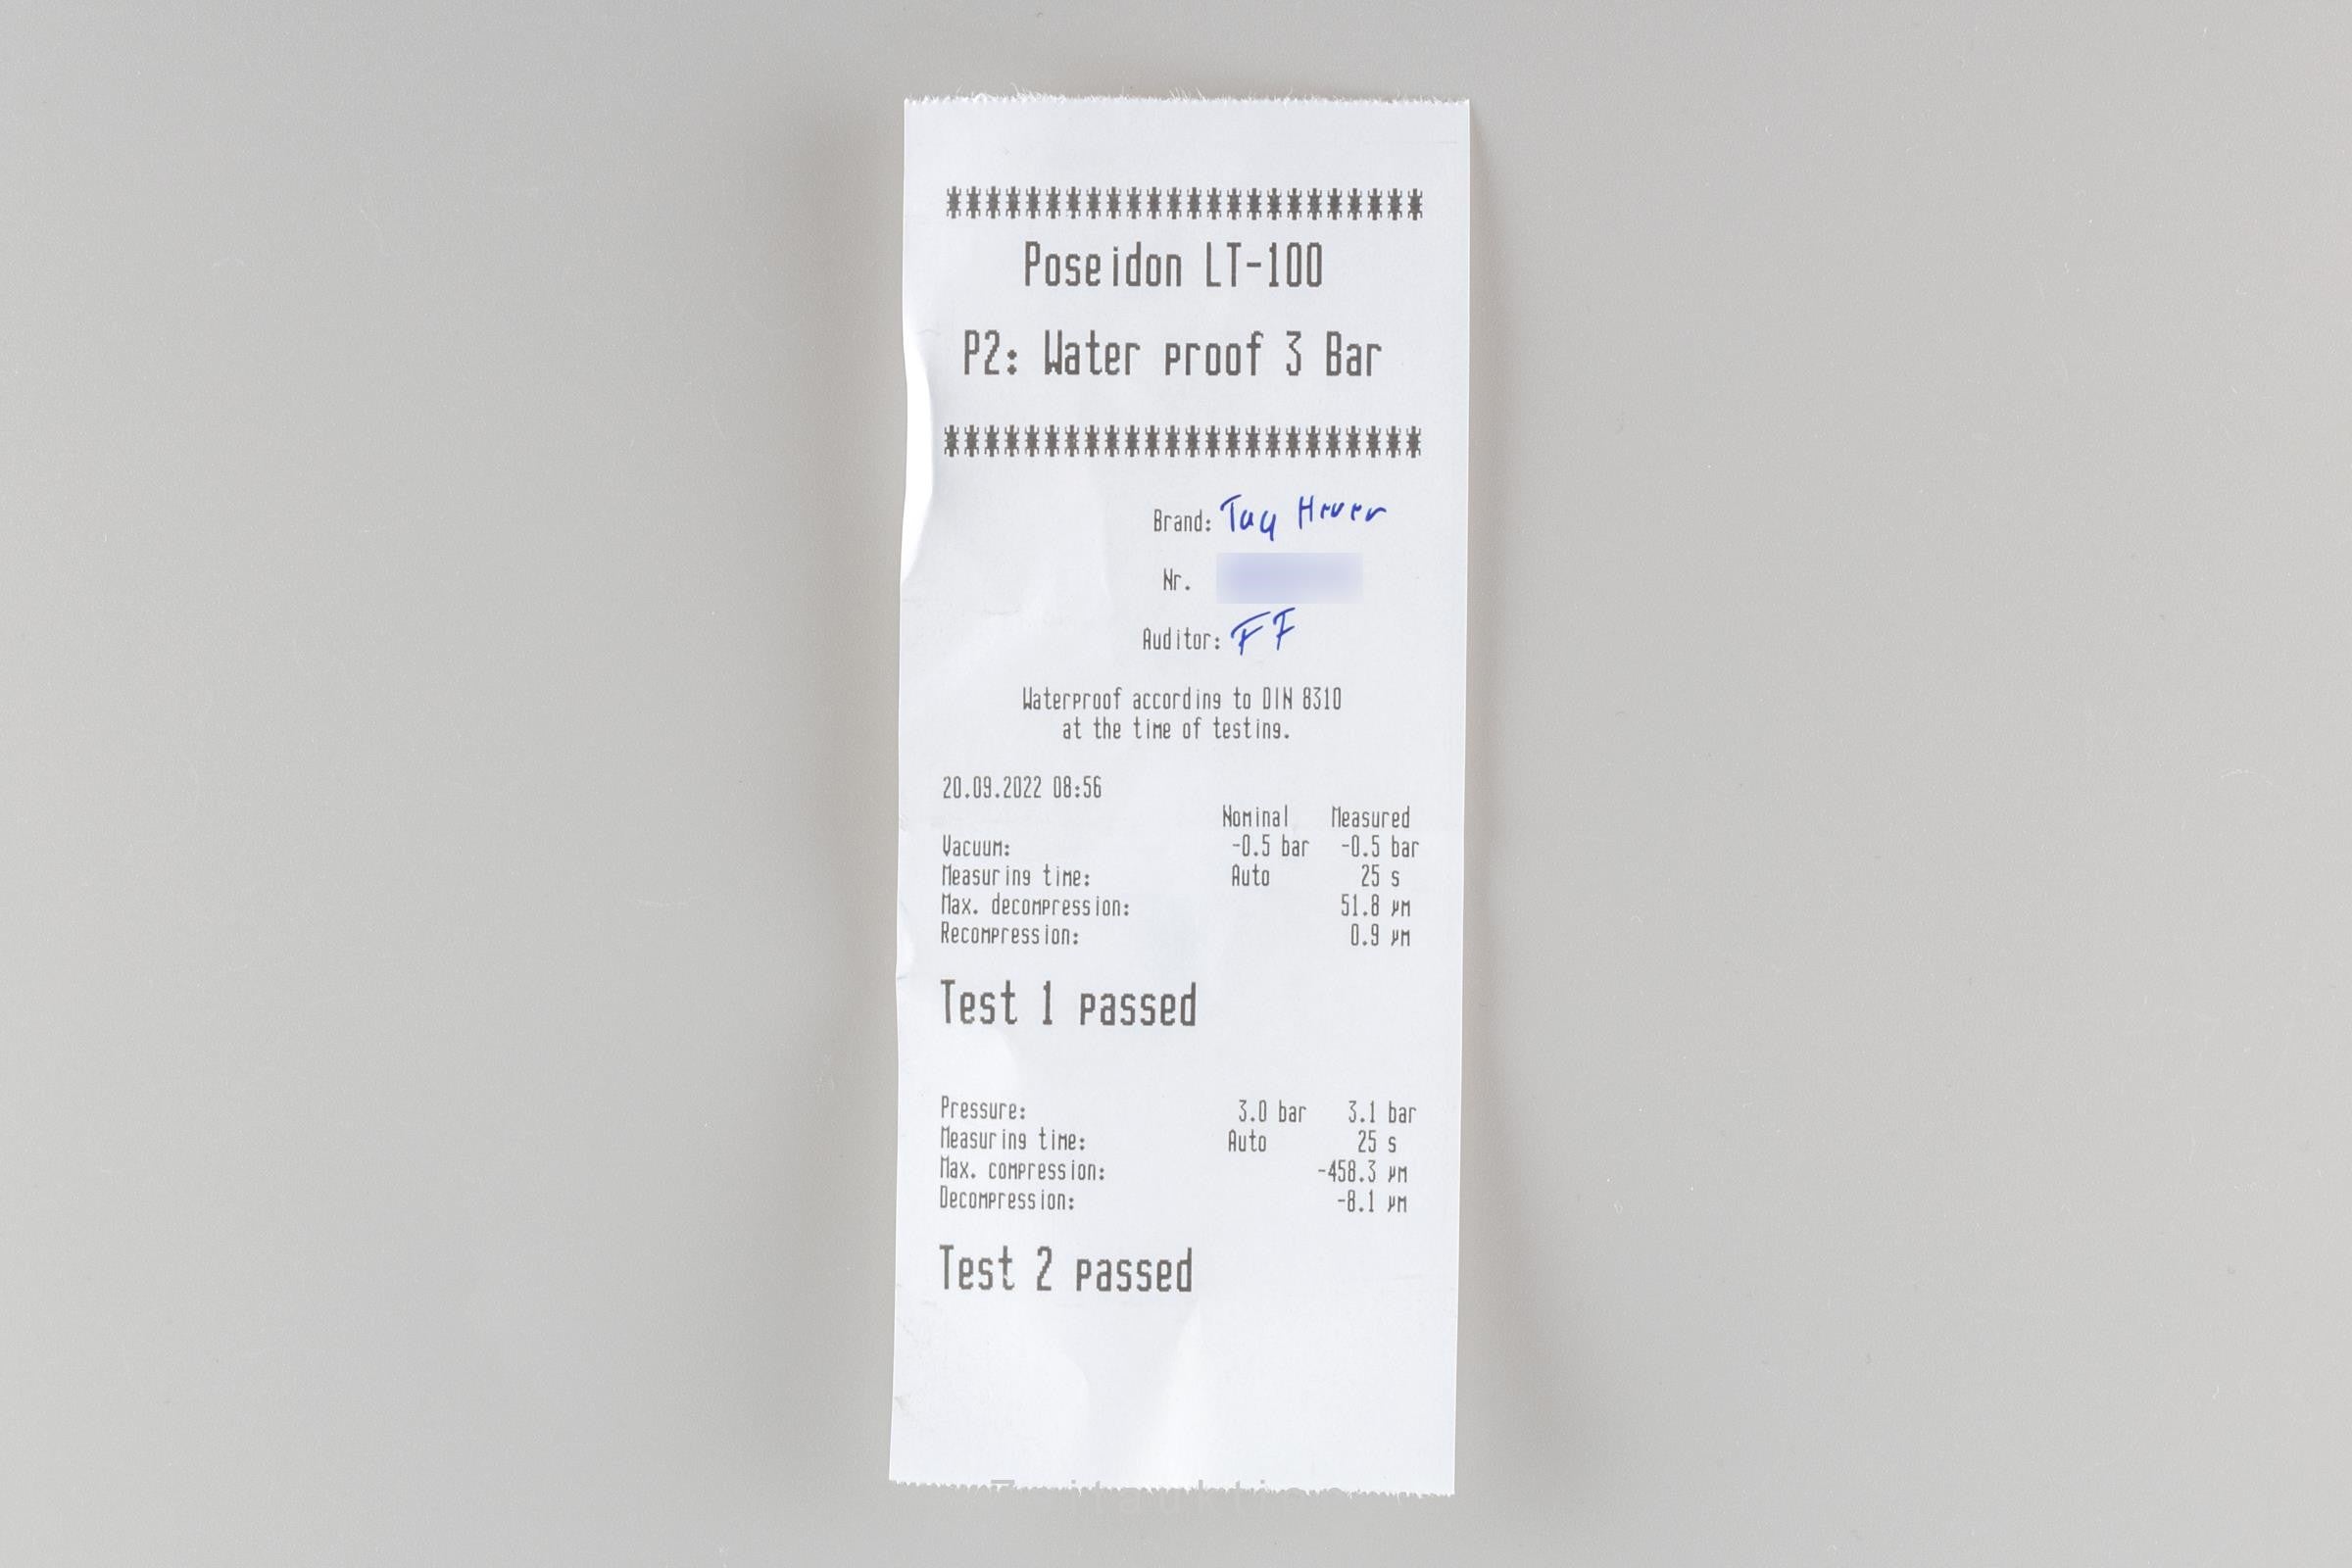 ************************
Poseidon LT-100
P2: Water proof 3 Bar
************************
Brand: Tag Heuer
Nr.
Auditor: FF
Waterproof according to DIN 8310
at the time of testing.
20.09.2022 08:56
Nominal Measured
Vacuum: -0.5 bar -0.5 bar
Measuring time: Auto 25 s
Max. decompression: 51.8 µm
Recompression: 0.9 µm
Test 1 passed
Pressure: 3.0 bar 3.1 bar
Measuring time: Auto 25 s
Max. compression: -458.3 µm
Decompression: -8.1 µm
Test 2 passed